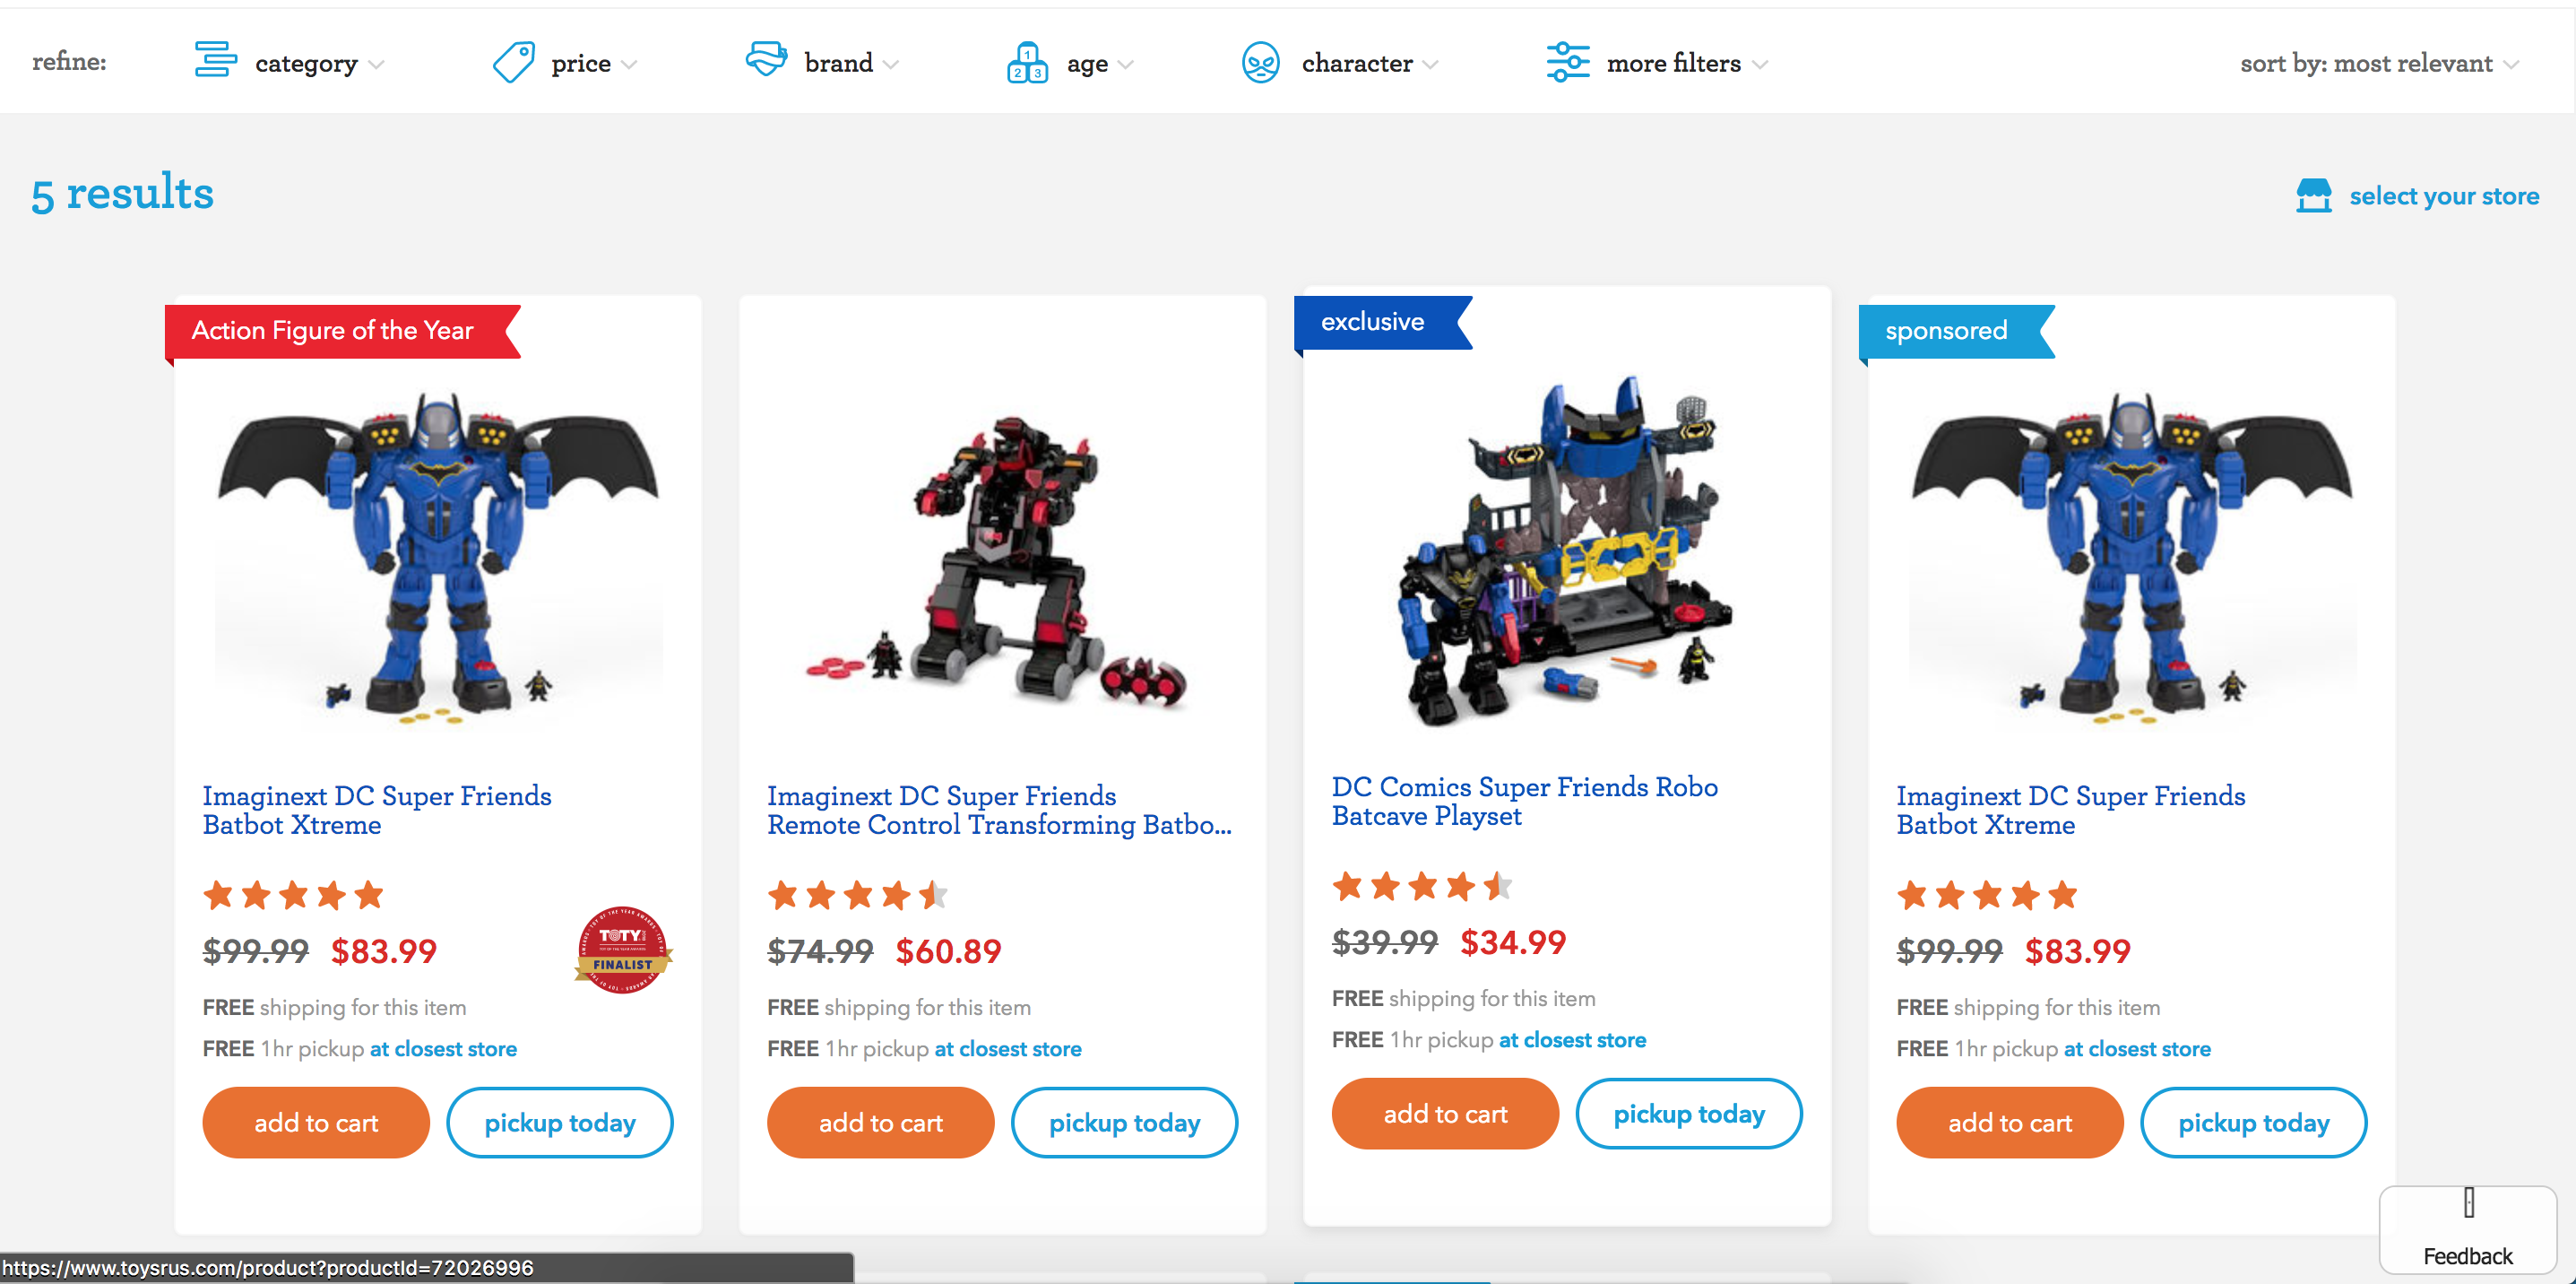 refine:
category
price
brand
1
2 3
age
character
more filters
sort by: most relevant
5 results
select your store
Action Figure of the Year
Imaginext DC Super Friends
Batbot Xtreme
$99.99 $83.99
TOTY
FINALIST
FREE shipping for this item
FREE 1hr pickup at closest store
add to cart
pickup today
Imaginext DC Super Friends
Remote Control Transforming Batbo...
$74.99 $60.89
FREE shipping for this item
FREE 1hr pickup at closest store
add to cart
pickup today
exclusive
DC Comics Super Friends Robo
Batcave Playset
$39.99 $34.99
FREE shipping for this item
FREE 1hr pickup at closest store
add to cart
pickup today
sponsored
Imaginext DC Super Friends
Batbot Xtreme
$99.99 $83.99
FREE shipping for this item
FREE 1hr pickup at closest store
add to cart
pickup today
Feedback
https://www.toysrus.com/product?productId=72026996